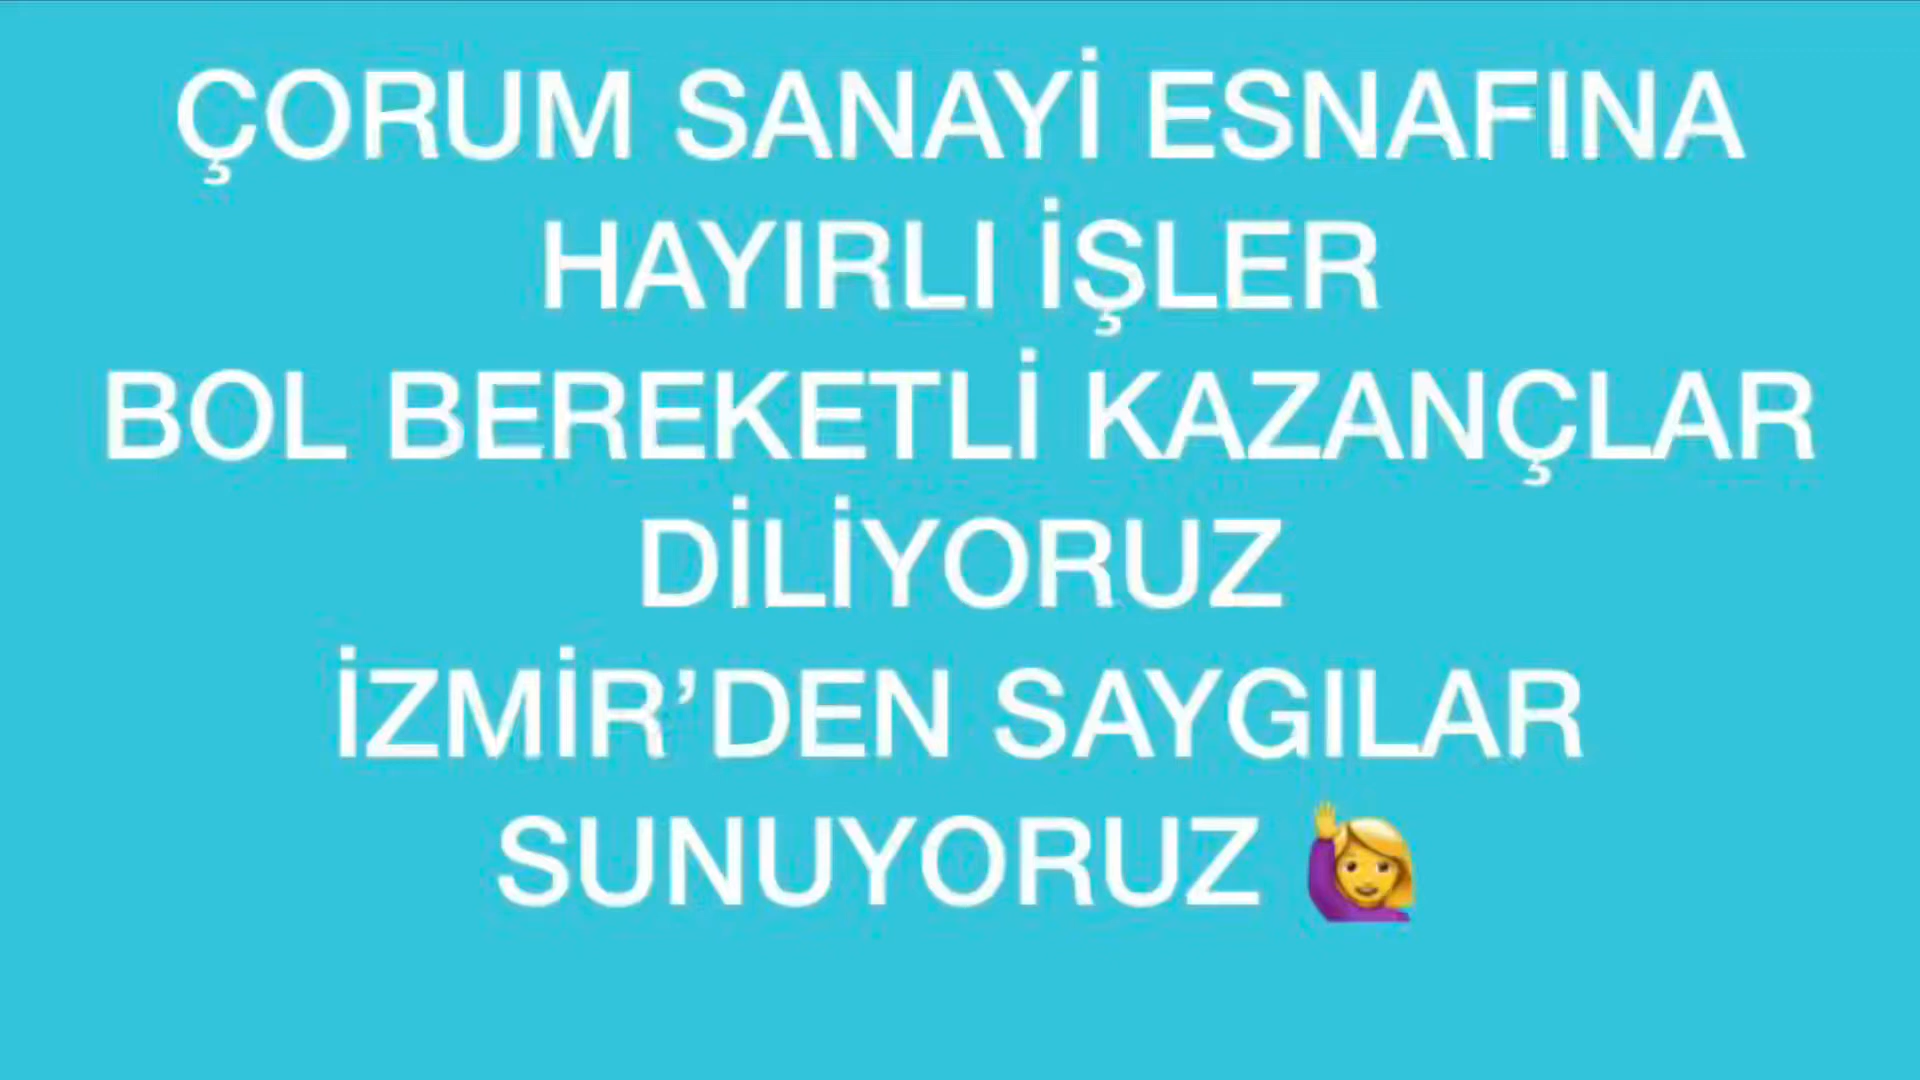 ÇORUM SANAYİ ESNAFINA
HAYIRLI İŞLER
BOL BEREKETLİ KAZANÇLAR
DİLİYORUZ
İZMİR’DEN SAYGILAR
SUNUYORUZ 🙋‍♀️